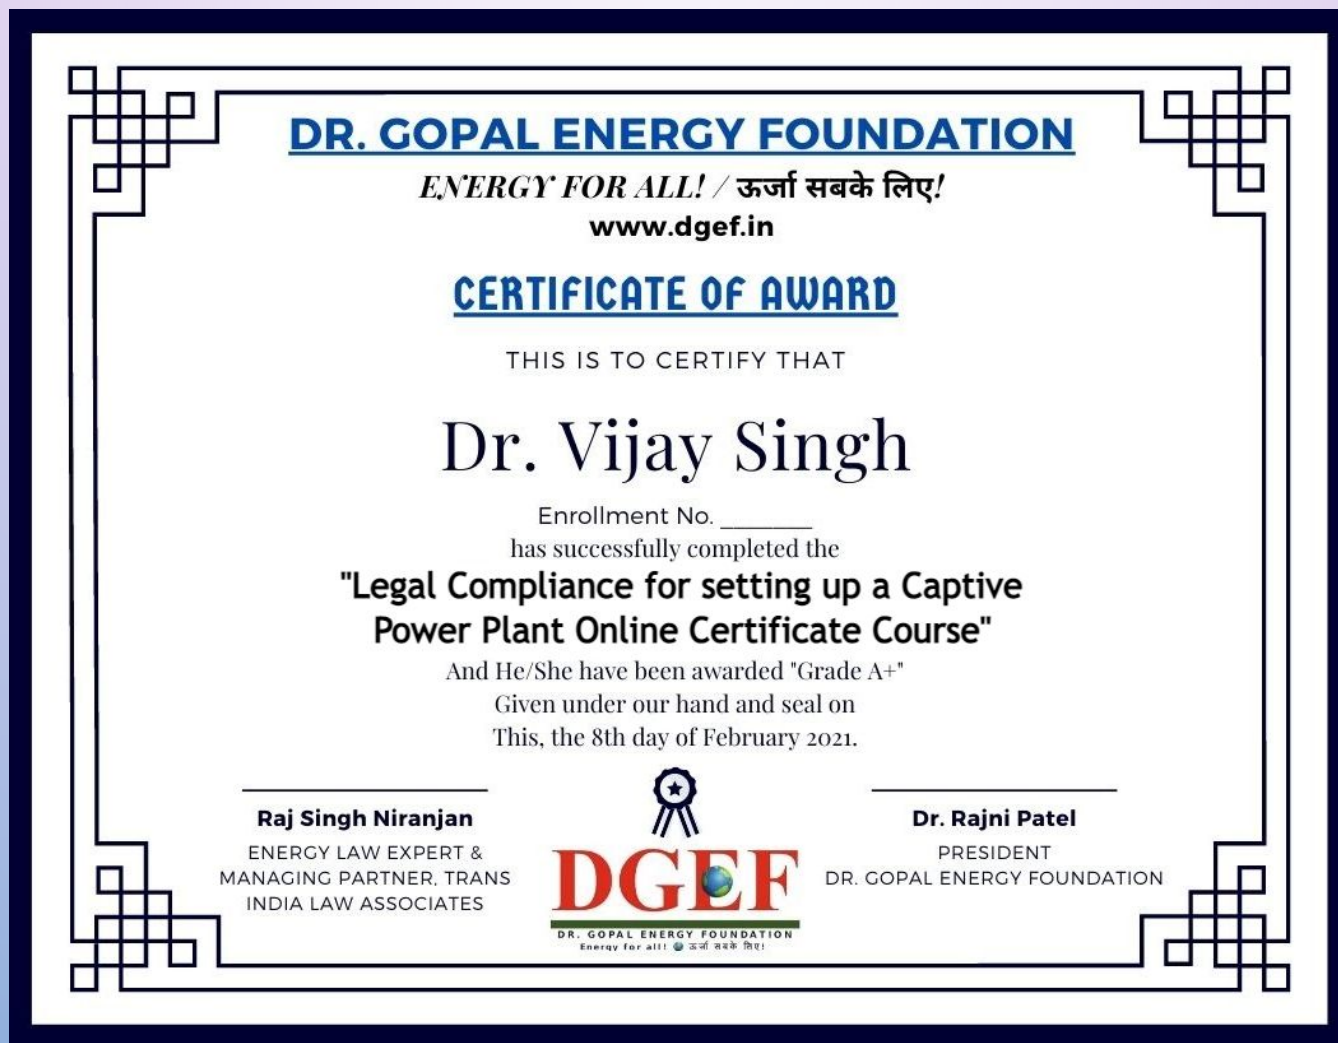 DR. GOPAL ENERGY FOUNDATION
ENERGY FOR ALL! / ऊर्जा सबके लिए!
www.dgef.in
CERTIFICATE OF AWARD
THIS IS TO CERTIFY THAT
Dr. Vijay Singh
Enrollment No. _______
has successfully completed the
"Legal Compliance for setting up a Captive
Power Plant Online Certificate Course"
And He/She have been awarded "Grade A+"
Given under our hand and seal on
This, the 8th day of February 2021.
Raj Singh Niranjan
ENERGY LAW EXPERT &
MANAGING PARTNER, TRANS
INDIA LAW ASSOCIATES
DGEF
DR. GOPAL ENERGY FOUNDATION
Energy for all! ऊर्जा सबके लिए!
Dr. Rajni Patel
PRESIDENT
DR. GOPAL ENERGY FOUNDATION